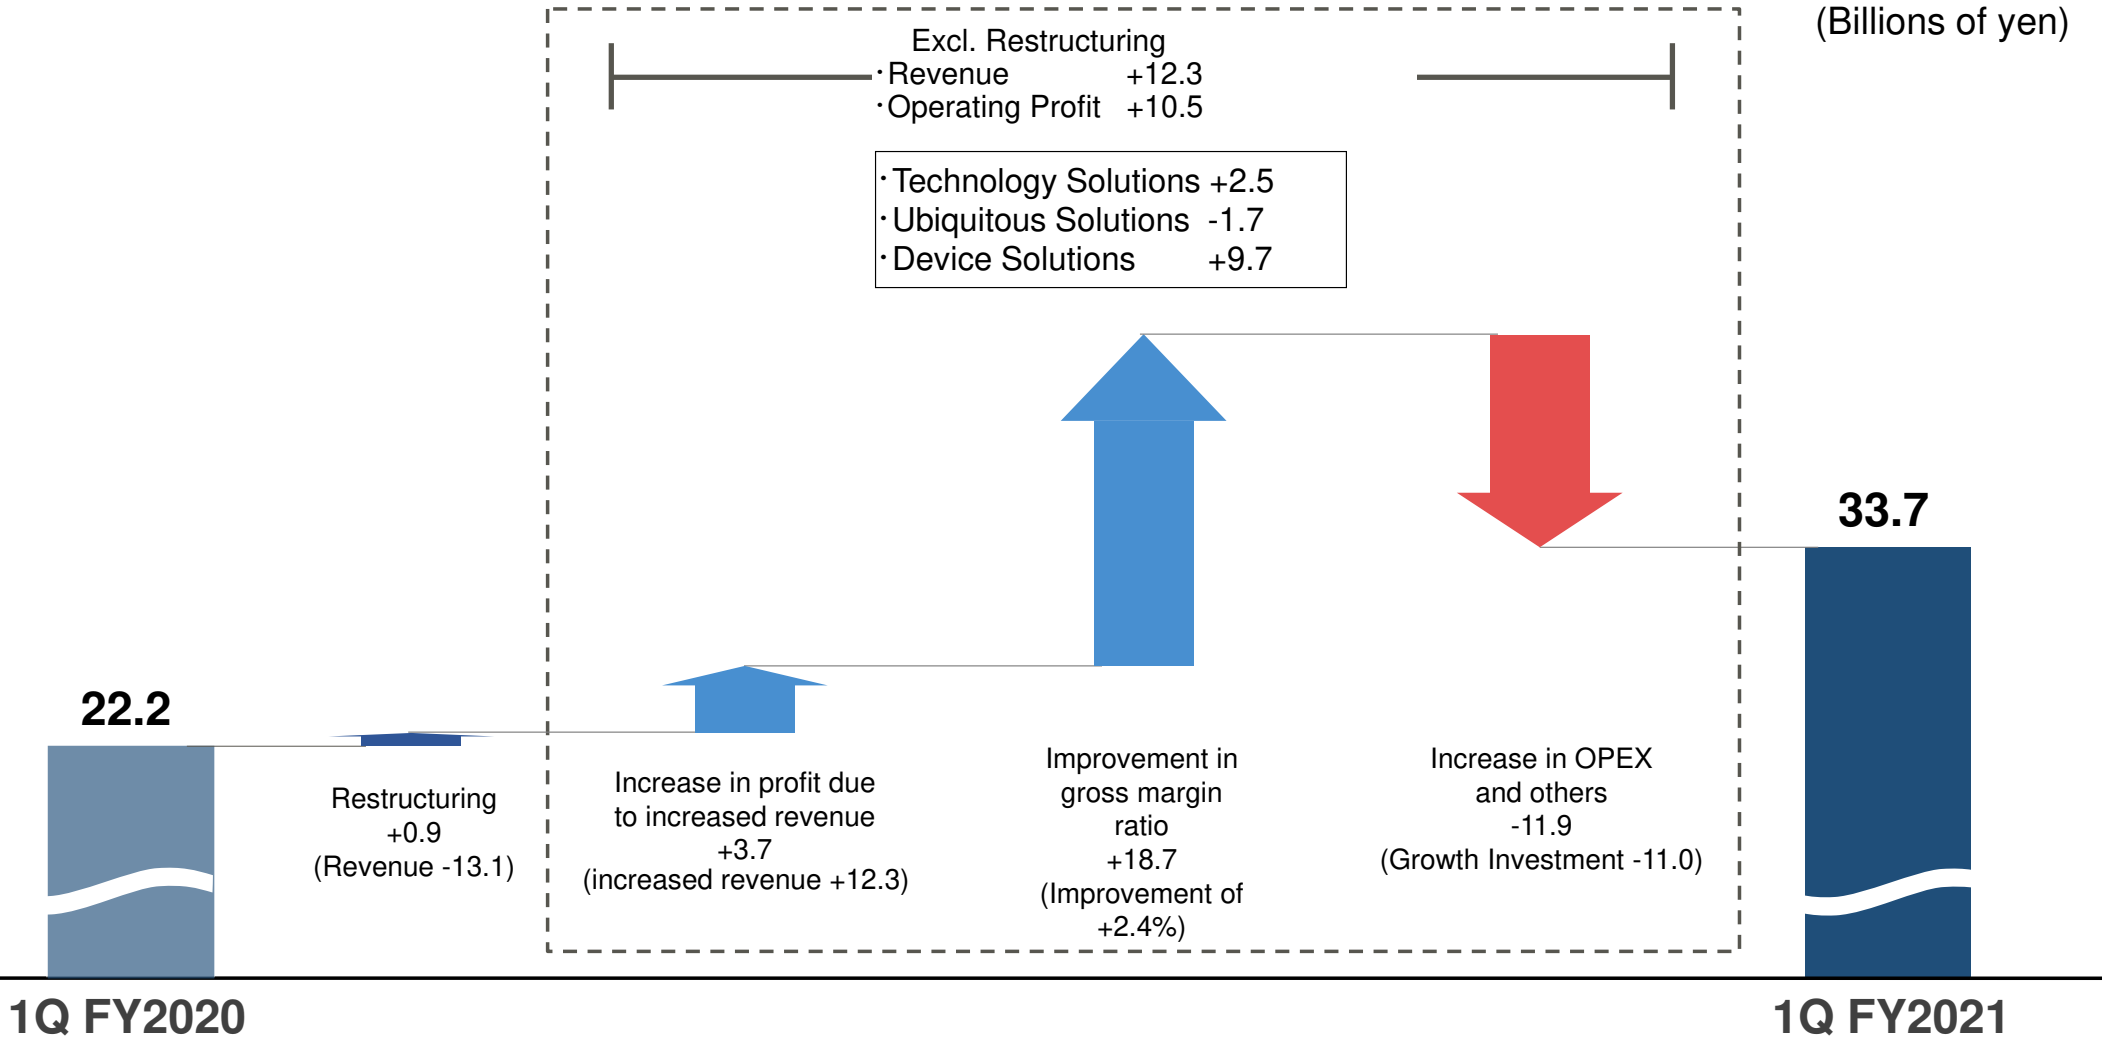 (Billions of yen)
Excl. Restructuring
・Revenue +12.3
・Operating Profit +10.5
・Technology Solutions +2.5
・Ubiquitous Solutions -1.7
・Device Solutions +9.7
22.2
33.7
Restructuring
+0.9
(Revenue -13.1)
Increase in profit due
to increased revenue
+3.7
(increased revenue +12.3)
Improvement in
gross margin
ratio
+18.7
(Improvement of
+2.4%)
Increase in OPEX
and others
-11.9
(Growth Investment -11.0)
1Q FY2020
1Q FY2021